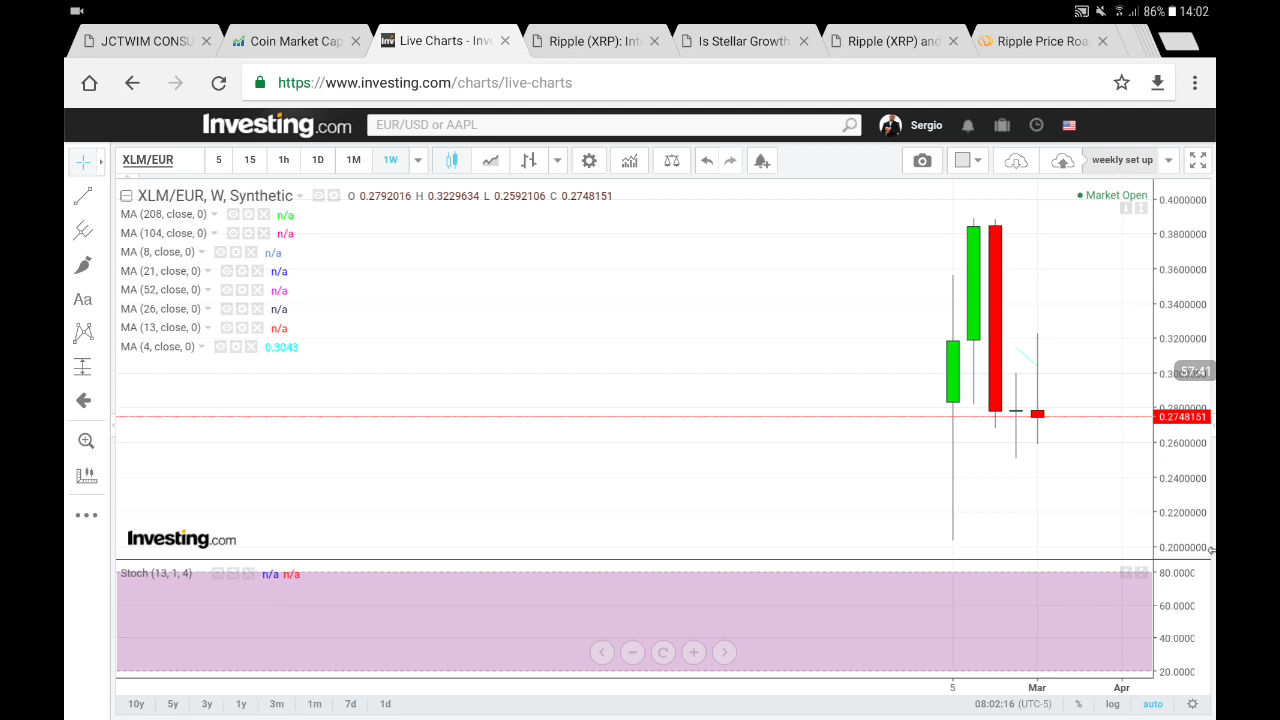 86% 14:02
JCTWIM CONSU Coin Market Cap Live Charts - Inve Ripple (XRP): Inte Is Stellar Growth Ripple (XRP) and Ripple Price Roa
https://www.investing.com/charts/live-charts
Investing.com EUR/USD or AAPL Sergio
XLM/EUR 5 15 1h 1D 1M 1W weekly set up
XLM/EUR, W, Synthetic O 0.2792016 H 0.3229634 L 0.2592106 C 0.2748151 Market Open
MA (208, close, 0) n/a
MA (104, close, 0) n/a
MA (8, close, 0) n/a
MA (21, close, 0) n/a
MA (52, close, 0) n/a
MA (26, close, 0) n/a
MA (13, close, 0) n/a
MA (4, close, 0) 0.3043
0.4000000
0.3800000
0.3600000
0.3400000
0.3200000
57:41
0.2748151
0.2600000
0.2400000
0.2200000
0.2000000
Investing.com
Stoch (13, 1, 4) n/a n/a
80.0000
60.0000
40.0000
20.0000
5 Mar Apr
10y 5y 3y 1y 3m 1m 7d 1d 08:02:16 (UTC-5) % log auto
Aa